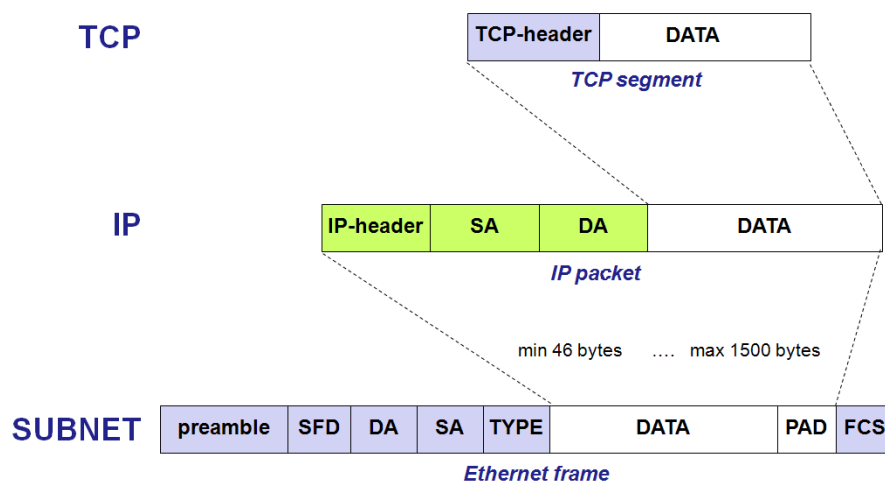 TCP
TCP-header DATA
TCP segment
IP
IP-header SA DA DATA
IP packet
min 46 bytes .... max 1500 bytes
SUBNET
preamble SFD DA SA TYPE DATA PAD FCS
Ethernet frame